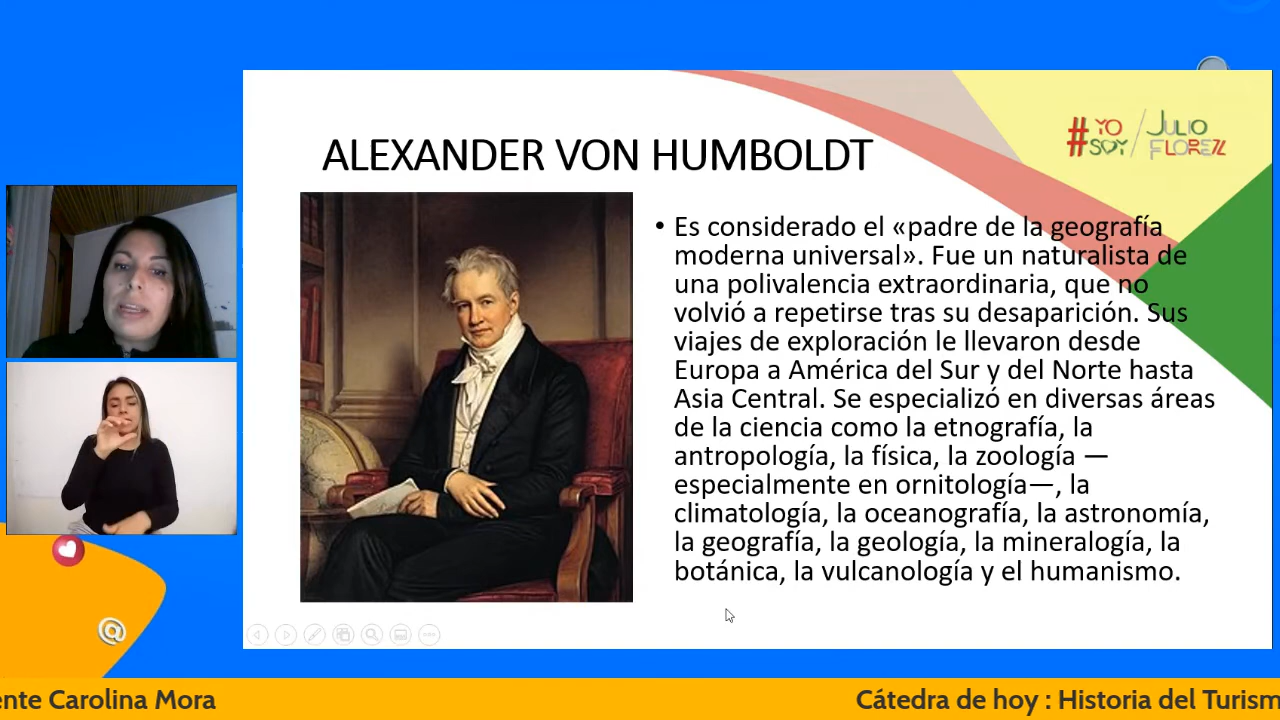 ALEXANDER VON HUMBOLDT
#YO SOY
JULIO FLOREZ
• Es considerado el «padre de la geografía
moderna universal». Fue un naturalista de
una polivalencia extraordinaria, que no
volvió a repetirse tras su desaparición. Sus
viajes de exploración le llevaron desde
Europa a América del Sur y del Norte hasta
Asia Central. Se especializó en diversas áreas
de la ciencia como la etnografía, la
antropología, la física, la zoología —
especialmente en ornitología—, la
climatología, la oceanografía, la astronomía,
la geografía, la geología, la mineralogía, la
botánica, la vulcanología y el humanismo.
@
ente Carolina Mora
Cátedra de hoy : Historia del Turism